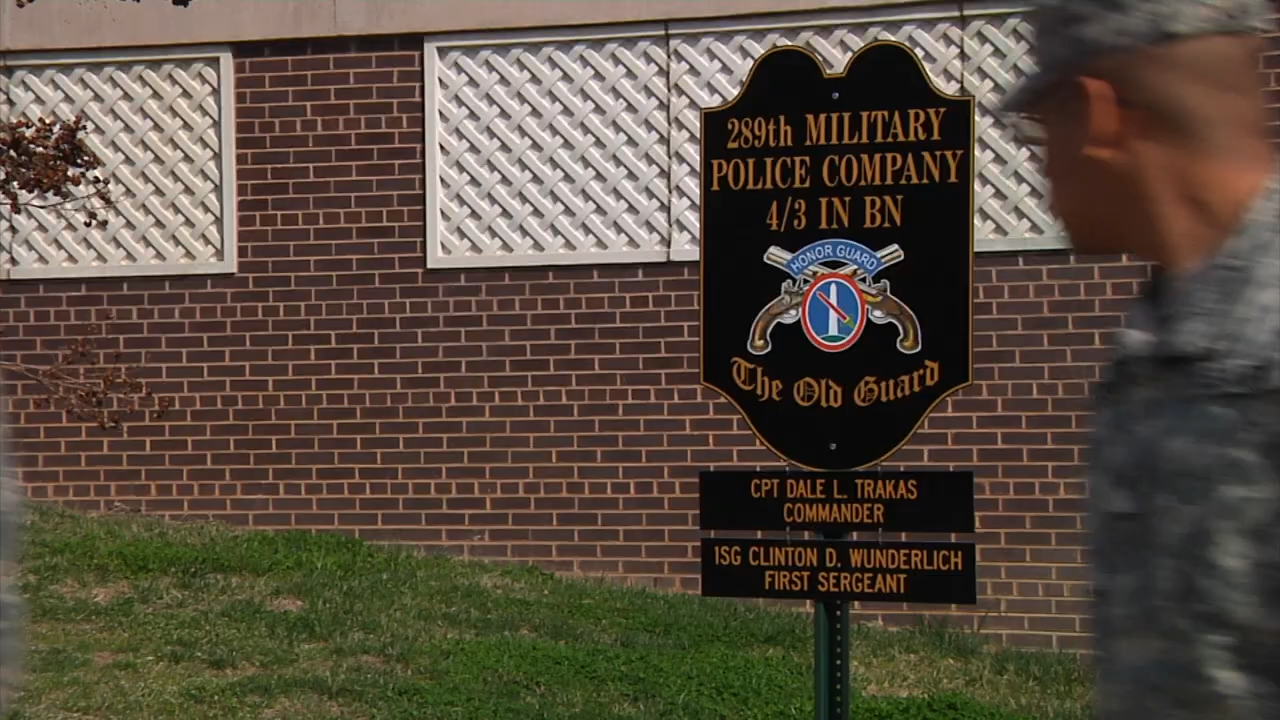 289th MILITARY
POLICE COMPANY
4/3 IN BN
HONOR GUARD
The Old Guard
CPT DALE L. TRAKAS
COMMANDER
1SG CLINTON D. WUNDERLICH
FIRST SERGEANT